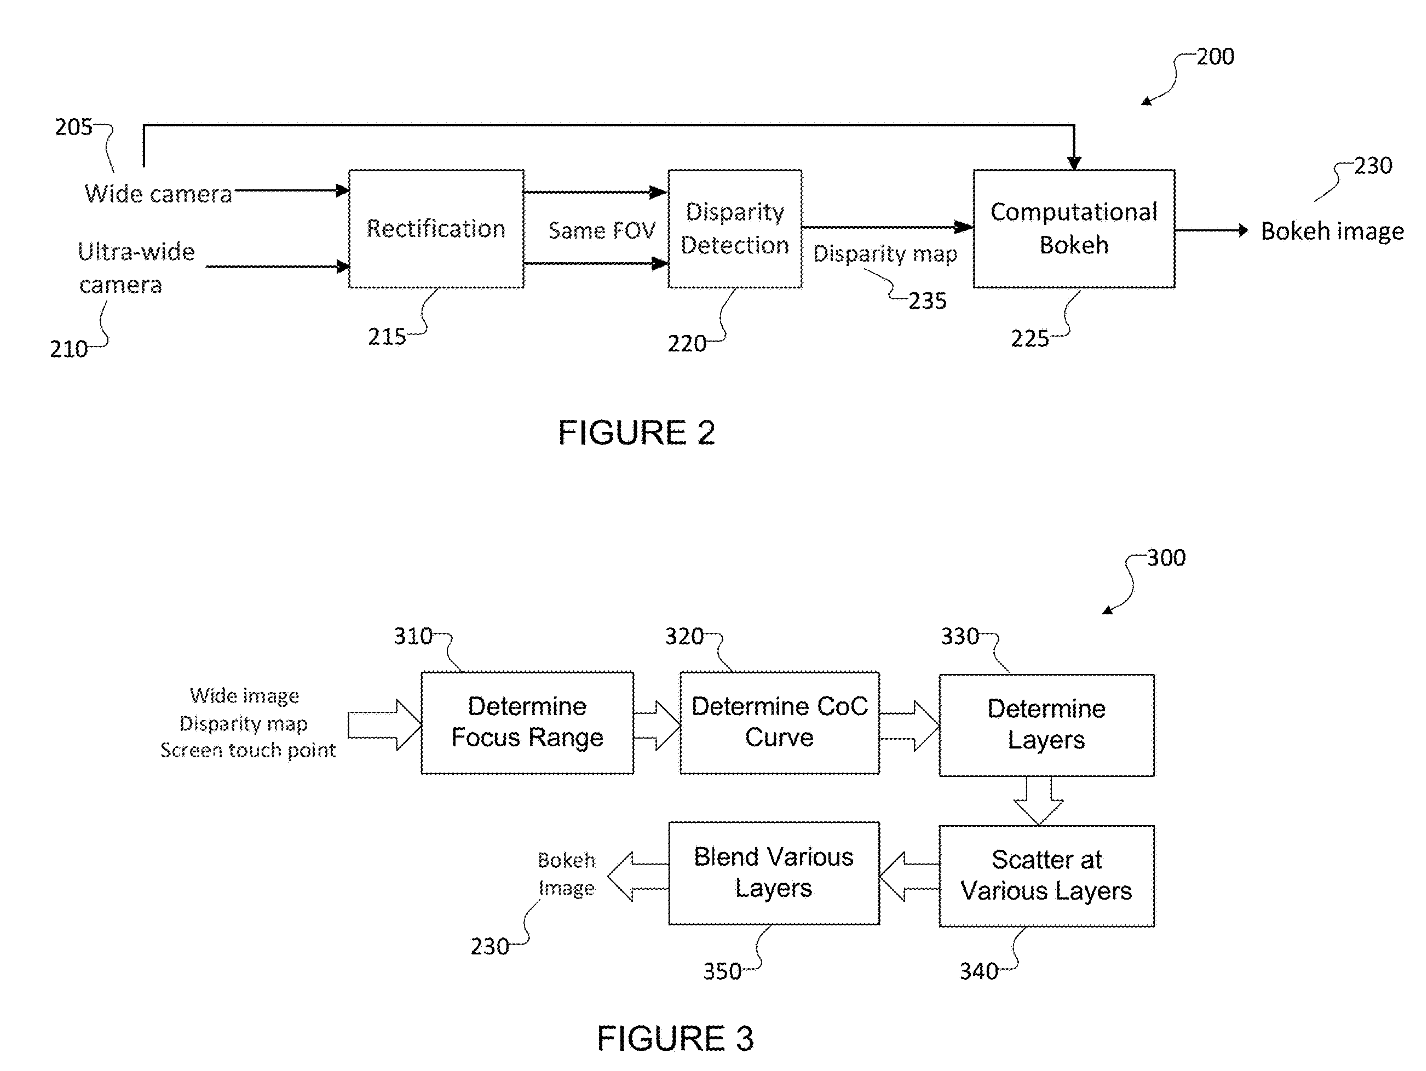 200
205
Wide camera
Ultra-wide
camera
210
Rectification
215
Same FOV
Disparity
Detection
220
Disparity map
235
Computational
Bokeh
225
230
Bokeh image
FIGURE 2
300
310
320
330
Wide image
Disparity map
Screen touch point
Determine
Focus Range
Determine CoC
Curve
Determine
Layers
Bokeh
Image
230
Blend Various
Layers
350
Scatter at
Various Layers
340
FIGURE 3